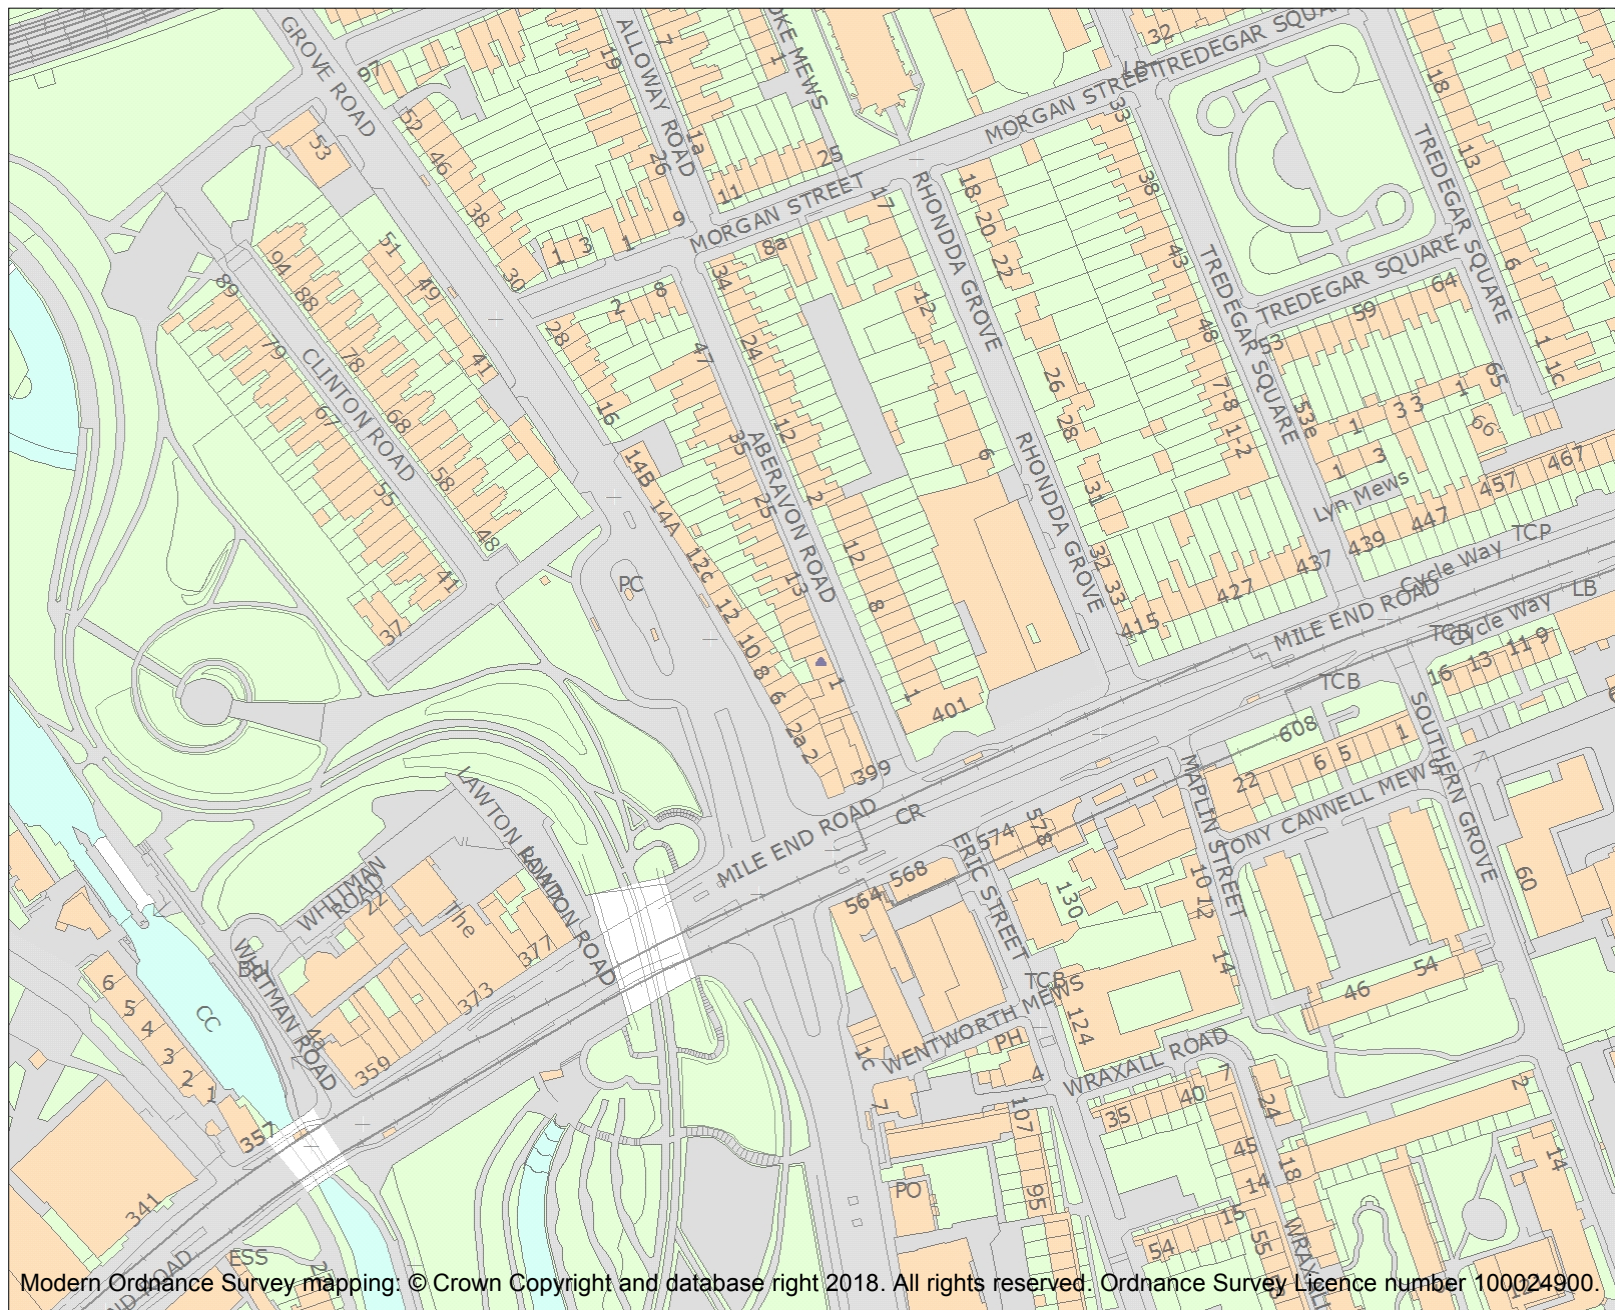 GROVE ROAD
ALLOWAY ROAD
7
1
OKE MEWS
32
TREDEGAR SQUA
LB
MORGAN STREET
19
97
52
46
38
30
53
1a
26
11
25
9
1
3
1
MORGAN STREET
8a
17
RHONDDA GROVE
18
20
22
33
38
43
48
7-8
1-2
TREDEGAR SQUARE
TREDEGAR SQUARE
TREDEGAR SQUARE
18
13
6
1
1c
64
59
53
65
53e
1
3 3
1
66
1
3
Lyn Mews
467
457
447
439
437
427
415
TCP
Cycle Way
MILE END ROAD
LB
TCB
Cycle Way
51
49
41
94
88
78
68
58
48
89
79
67
55
41
37
CLINTON ROAD
28
2
8
16
14B
14A
12c
12
10
8
6
2a
2
47
35
25
13
1
34
24
12
2
ABERAVON ROAD
12
8
1
401
399
12
6
RHONDDA GROVE
26
28
31
32
33
PC
LAWTON ROAD
LAWTON ROAD
WHITMAN
ROAD
22
The
377
373
359
WHITMAN ROAD
48
CC
6
5
4
3
2
1
357
341
ESS
MILE END ROAD
CR
564
568
574
578
ERIC STREET
130
TCB
WENTWORTH MEWS
PH
4
124
1c
7
107
95
PO
MAPLIN STREET
10
12
14
TCB
608
22
6
5
1
TONY CANNELL MEWS
SOUTHERN GROVE
16
13
11
9
60
54
46
WRAXALL ROAD
35
40
7
24
45
14
18
15
54
55
2
14
Modern Ordnance Survey mapping: © Crown Copyright and database right 2018. All rights reserved. Ordnance Survey Licence number 100024900.